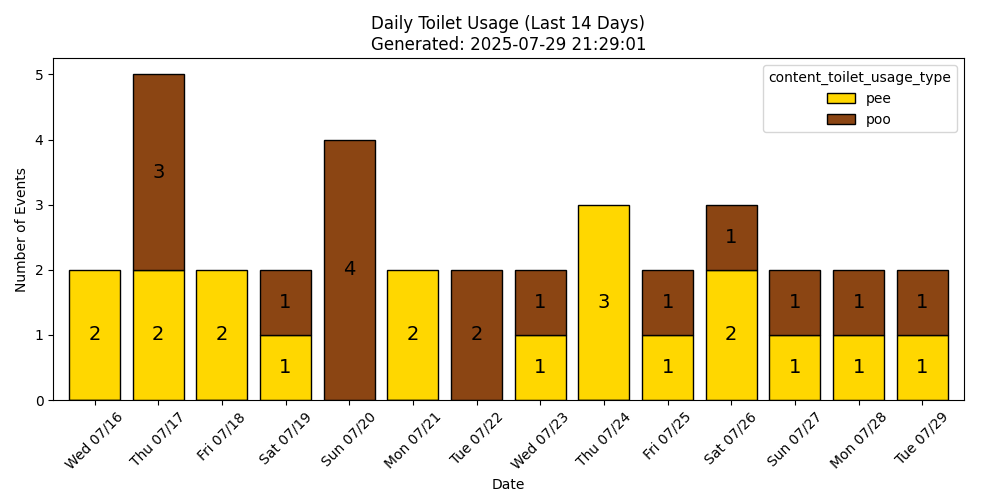 Daily Toilet Usage (Last 14 Days)
Generated: 2025-07-29 21:29:01
content_toilet_usage_type
pee
poo
Number of Events
5
4
3
2
1
0
2
3
2
2
1
1
4
2
2
1
1
3
1
1
1
2
1
1
1
1
1
1
Wed 07/16
Thu 07/17
Fri 07/18
Sat 07/19
Sun 07/20
Mon 07/21
Tue 07/22
Wed 07/23
Thu 07/24
Fri 07/25
Sat 07/26
Sun 07/27
Mon 07/28
Tue 07/29
Date